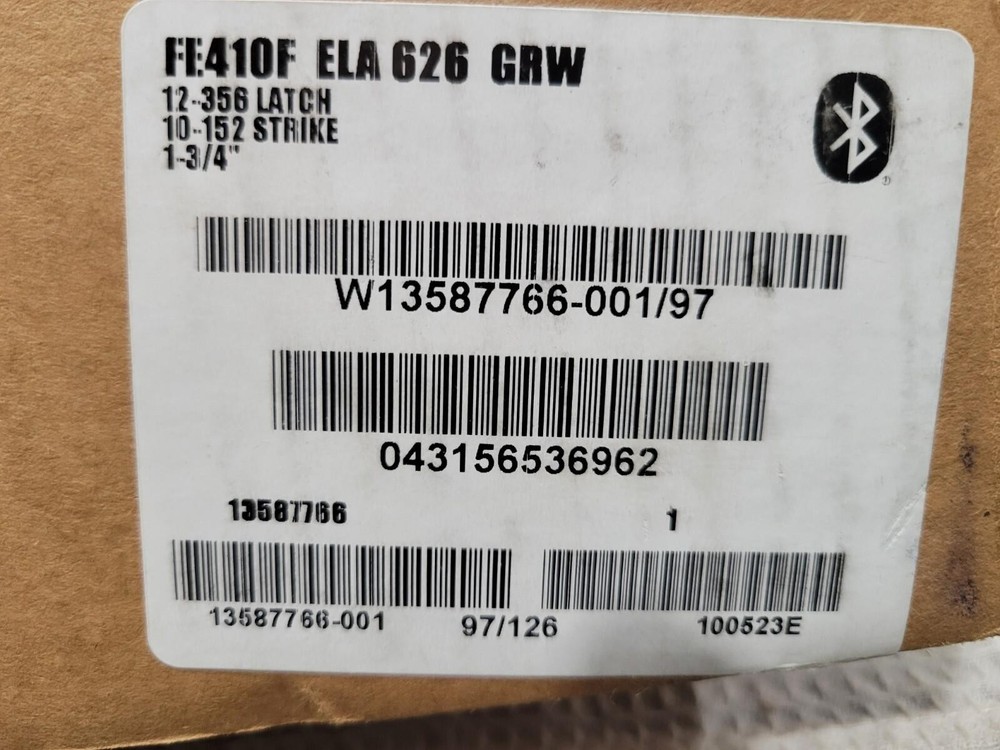 FE410F ELA 626 GRW
12-356 LATCH
10-152 STRIKE
1-3/4"
W13587766-001/97
043156536962
13587766 1
13587766-001 97/126 100523E